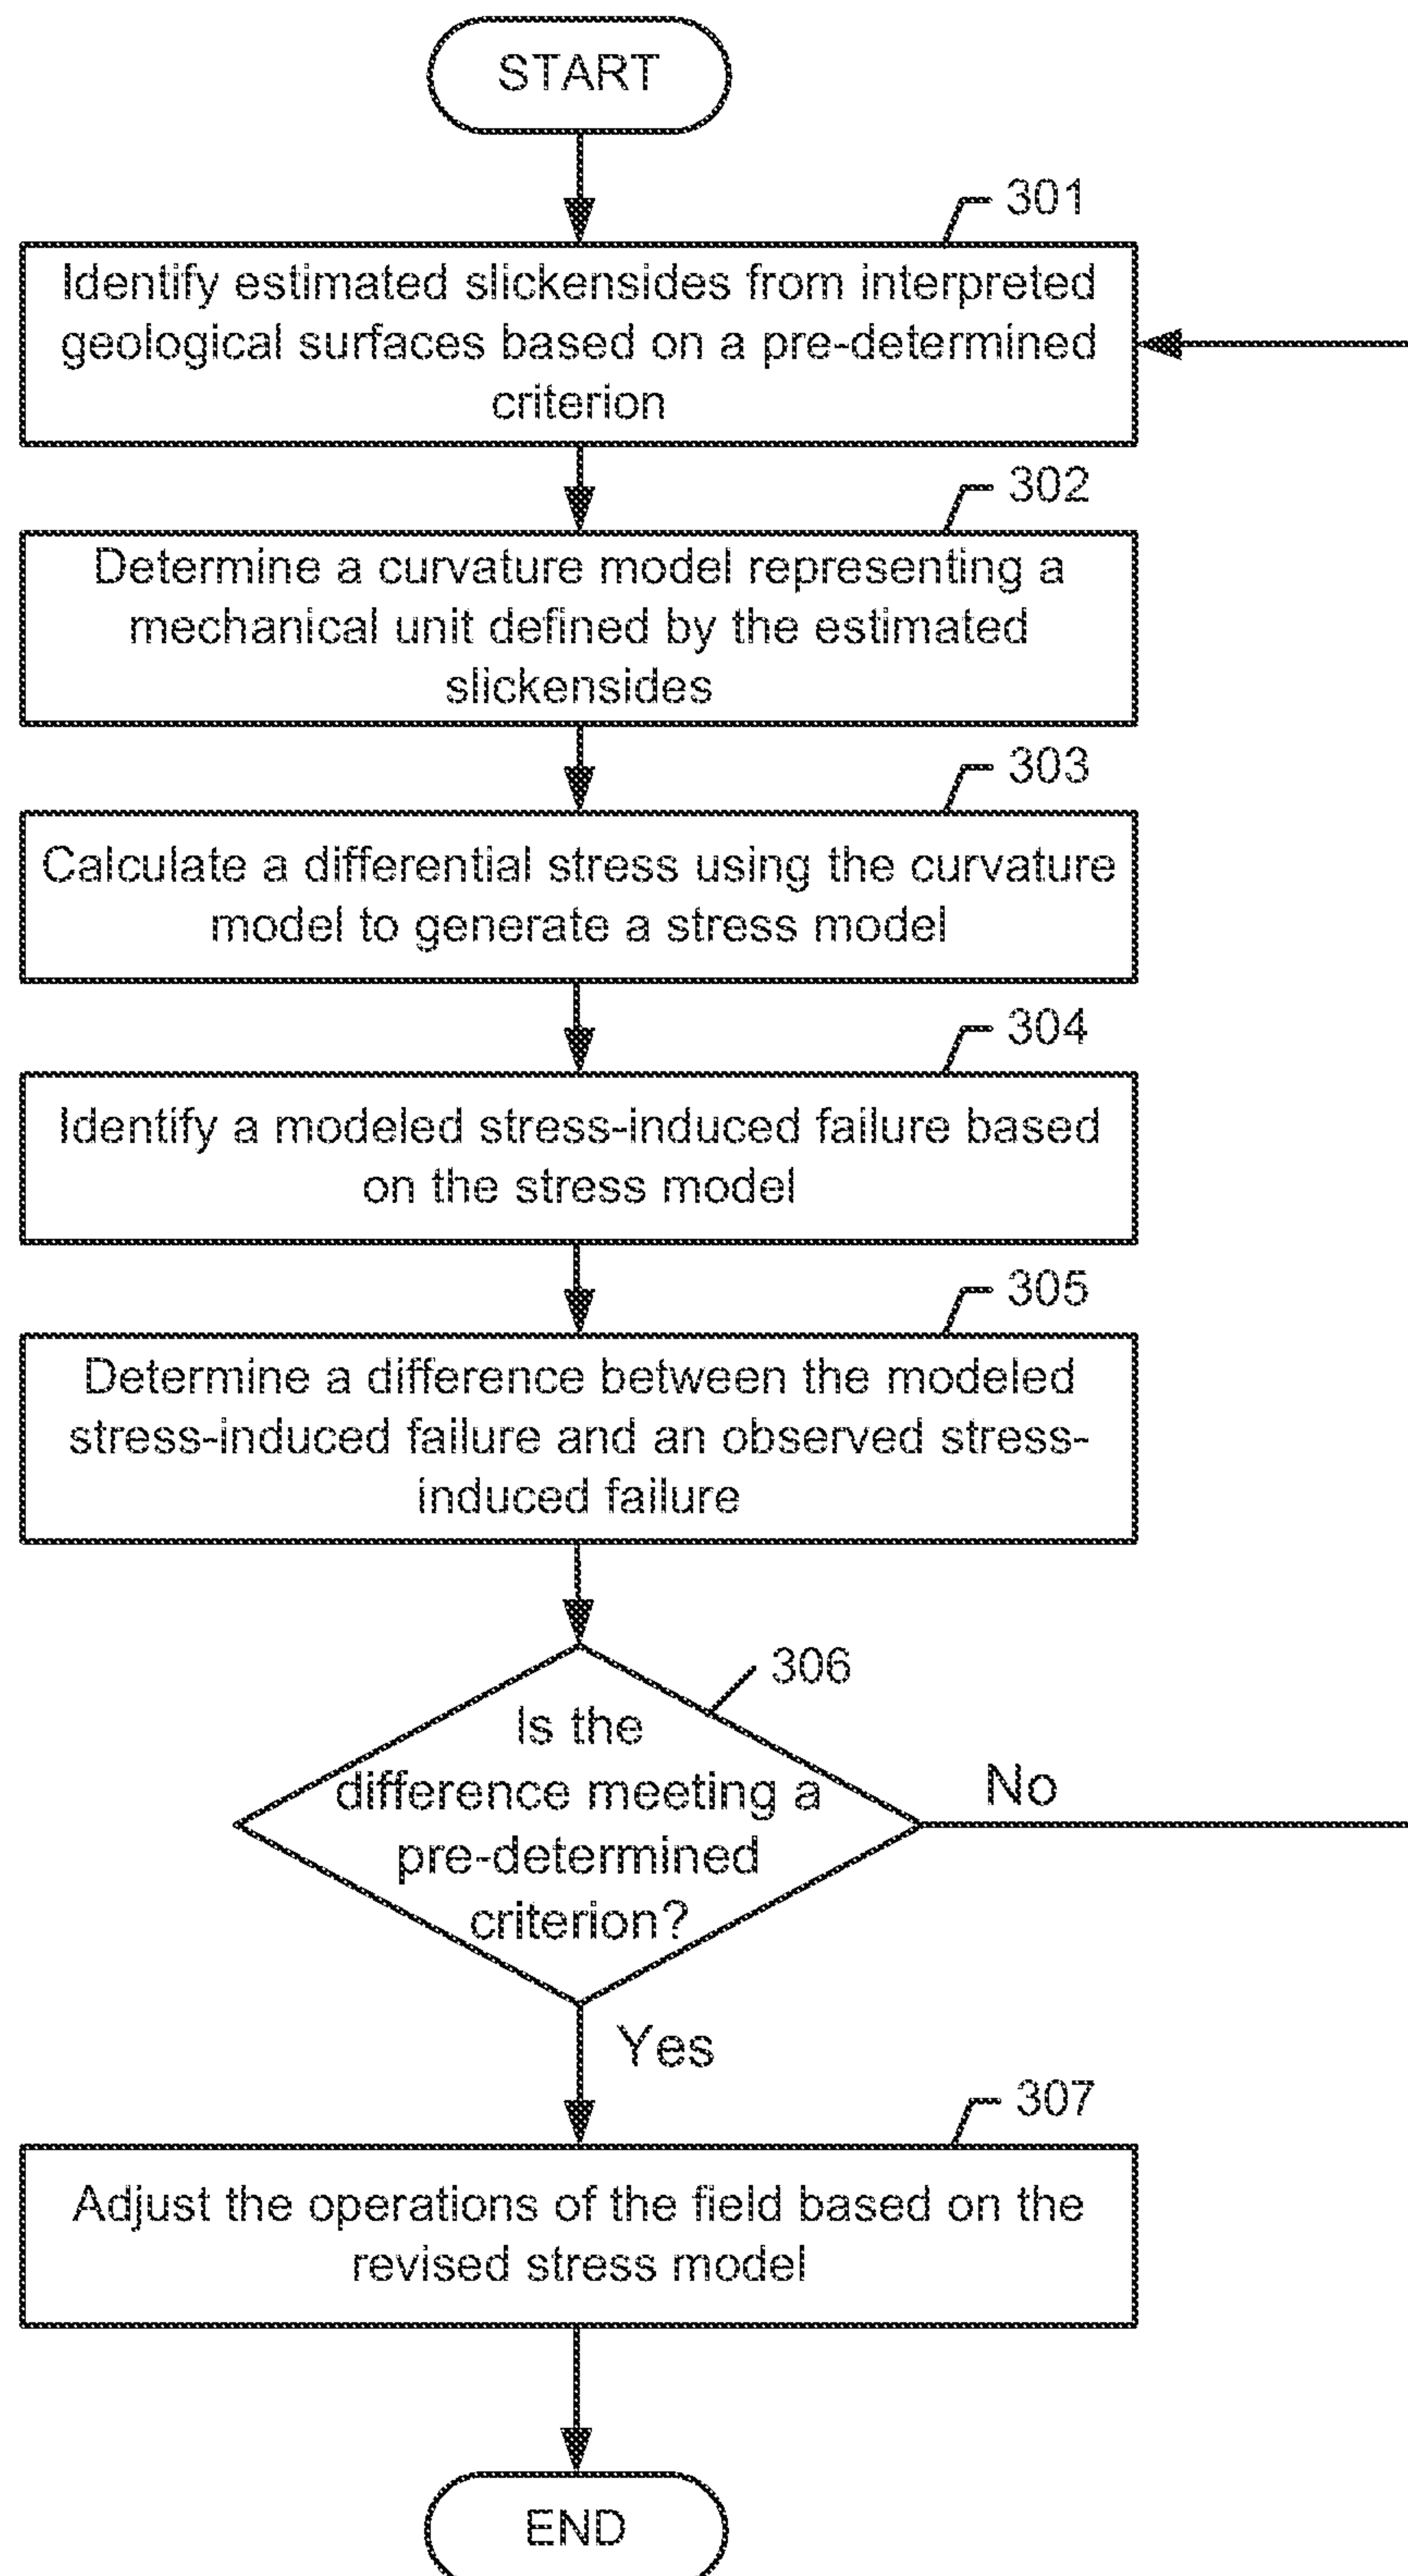 START
301
Identify estimated slickensides from interpreted
geological surfaces based on a pre-determined
criterion
302
Determine a curvature model representing a
mechanical unit defined by the estimated
slickensides
303
Calculate a differential stress using the curvature
model to generate a stress model
304
Identify a modeled stress-induced failure based
on the stress model
305
Determine a difference between the modeled
stress-induced failure and an observed stress-
induced failure
306
Is the
difference meeting a
pre-determined
criterion?
No
Yes
307
Adjust the operations of the field based on the
revised stress model
END